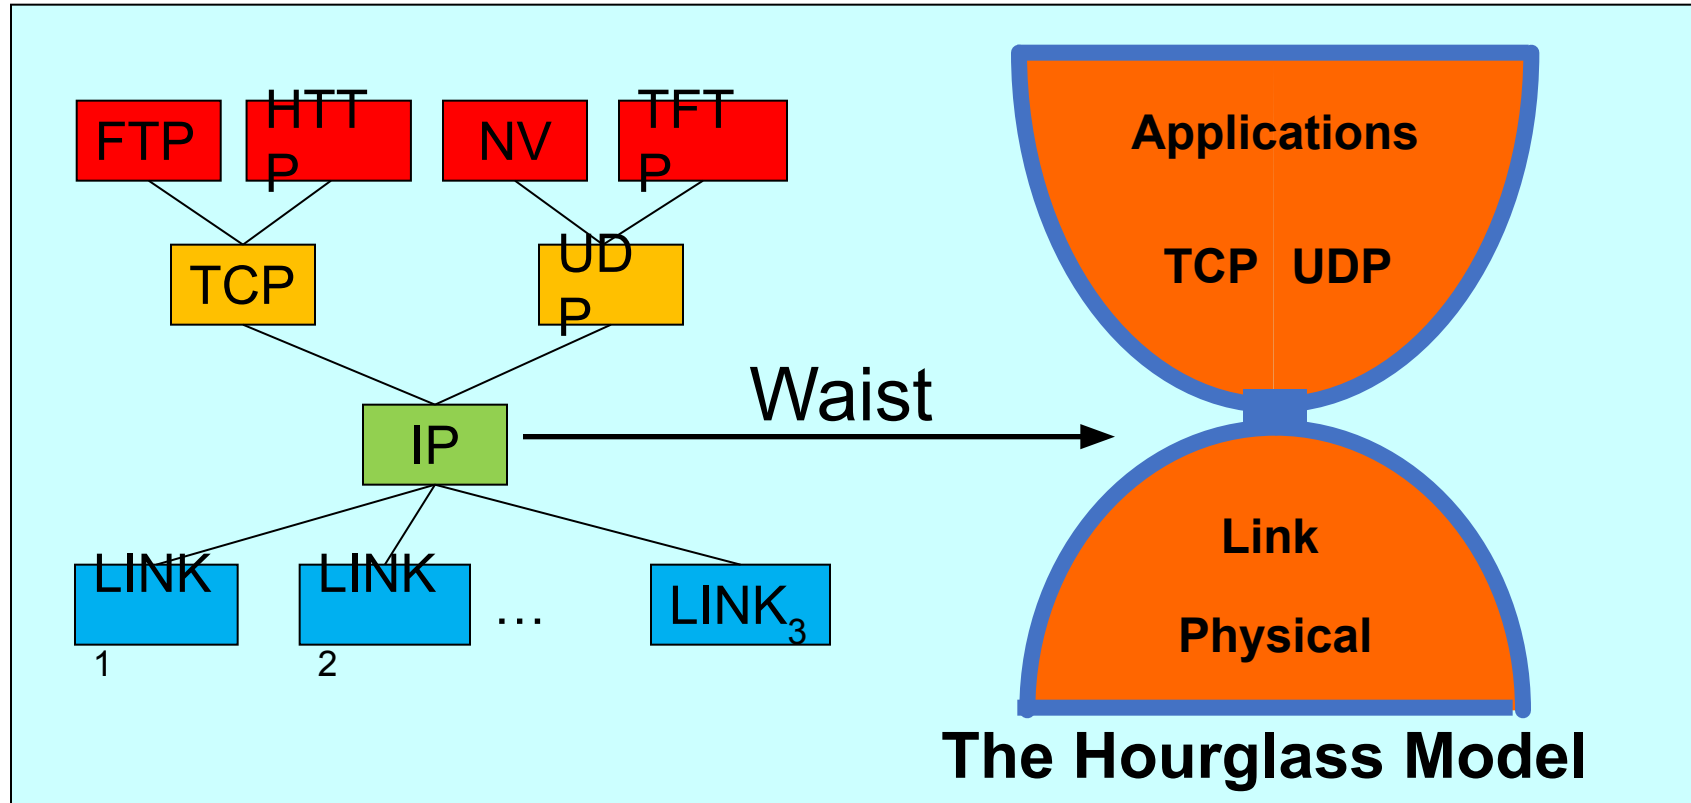 FTP
HTT
P
NV
TFT
P
Applications
TCP
UD
P
TCP UDP
Waist
IP
LINK
1
LINK
2
...
LINK3
Link
Physical
The Hourglass Model